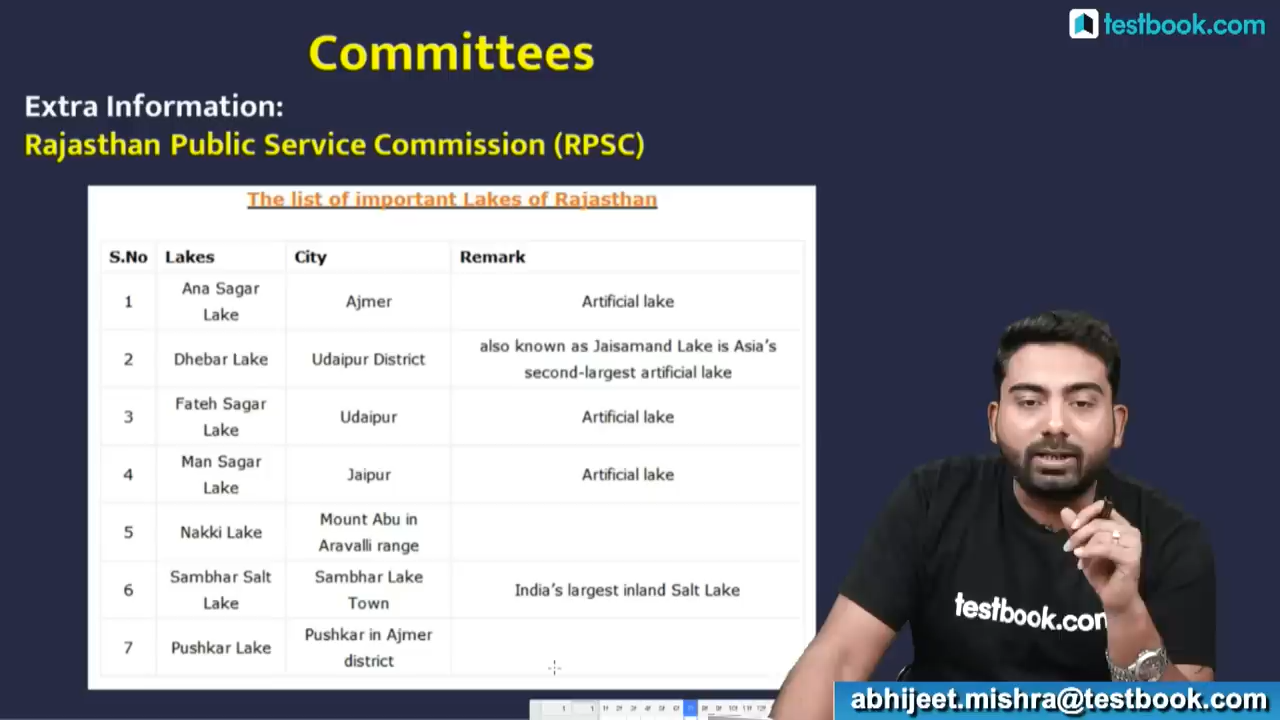 testbook.com
Committees
Extra Information:
Rajasthan Public Service Commission (RPSC)
The list of important Lakes of Rajasthan
S.No Lakes City Remark
1 Ana Sagar Lake Ajmer Artificial lake
2 Dhebar Lake Udaipur District also known as Jaisamand Lake is Asia's second-largest artificial lake
3 Fateh Sagar Lake Udaipur Artificial lake
4 Man Sagar Lake Jaipur Artificial lake
5 Nakki Lake Mount Abu in Aravalli range
6 Sambhar Salt Lake Sambhar Lake Town India's largest inland Salt Lake
7 Pushkar Lake Pushkar in Ajmer district
testbook.com
abhijeet.mishra@testbook.com